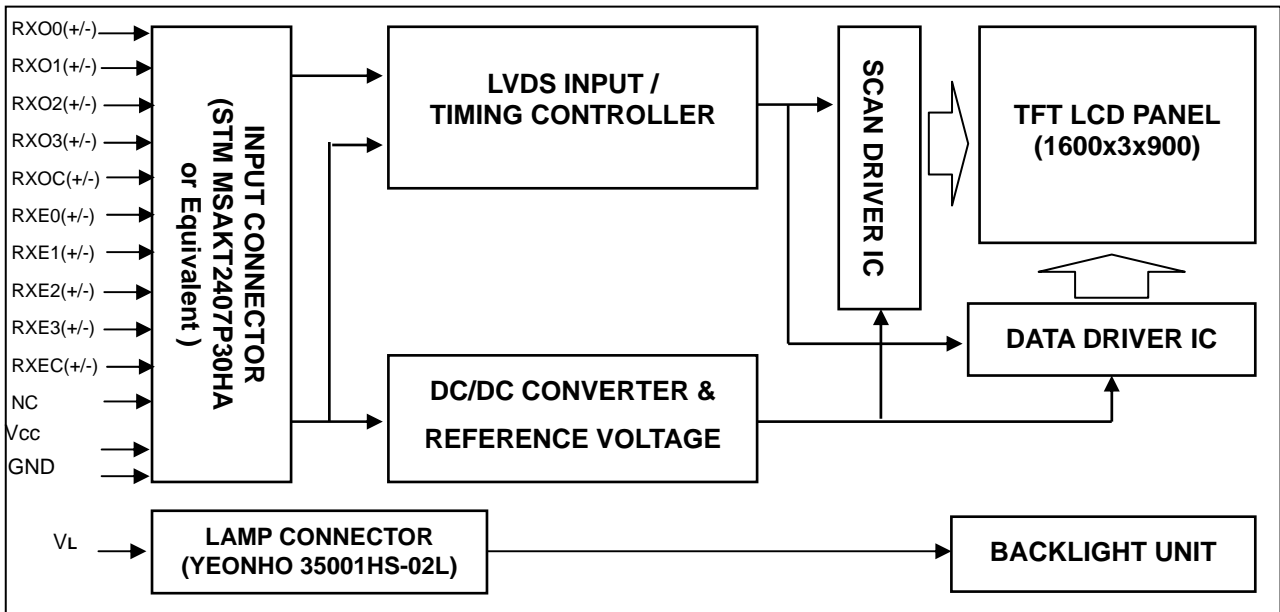 RXO0(+/-)
RXO1(+/-)
RXO2(+/-)
RXO3(+/-)
RXOC(+/-)
RXE0(+/-)
RXE1(+/-)
RXE2(+/-)
RXE3(+/-)
RXEC(+/-)
NC
Vcc
GND
INPUT CONNECTOR
(STM MSAKT2407P30HA
or Equivalent )
LVDS INPUT /
TIMING CONTROLLER
SCAN DRIVER IC
TFT LCD PANEL
(1600x3x900)
DATA DRIVER IC
DC/DC CONVERTER &
REFERENCE VOLTAGE
VL
LAMP CONNECTOR
(YEONHO 35001HS-02L)
BACKLIGHT UNIT